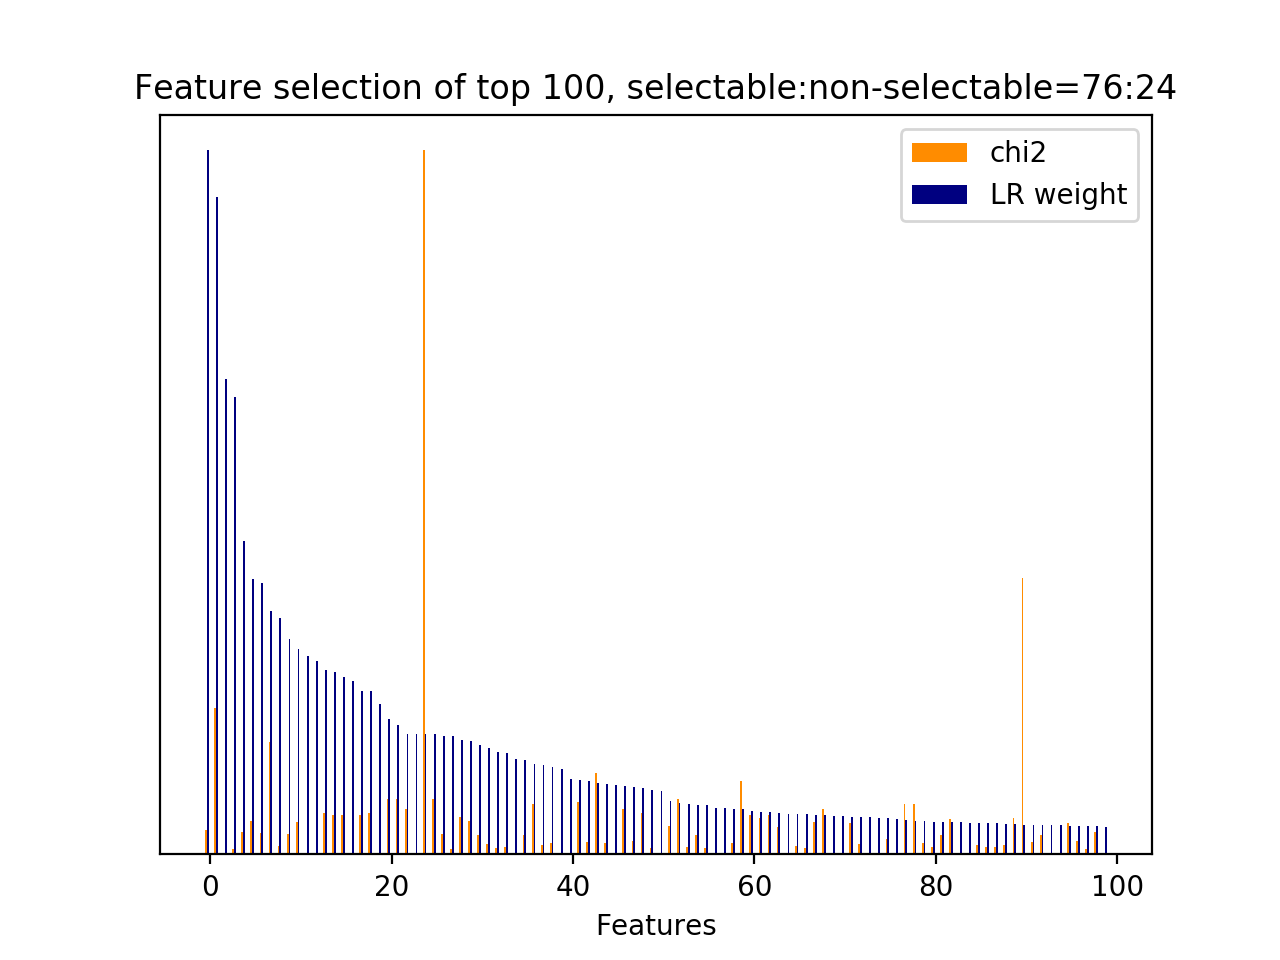 Feature selection of top 100, selectable:non-selectable=76:24
chi2
LR weight
0 20 40 60 80 100
Features